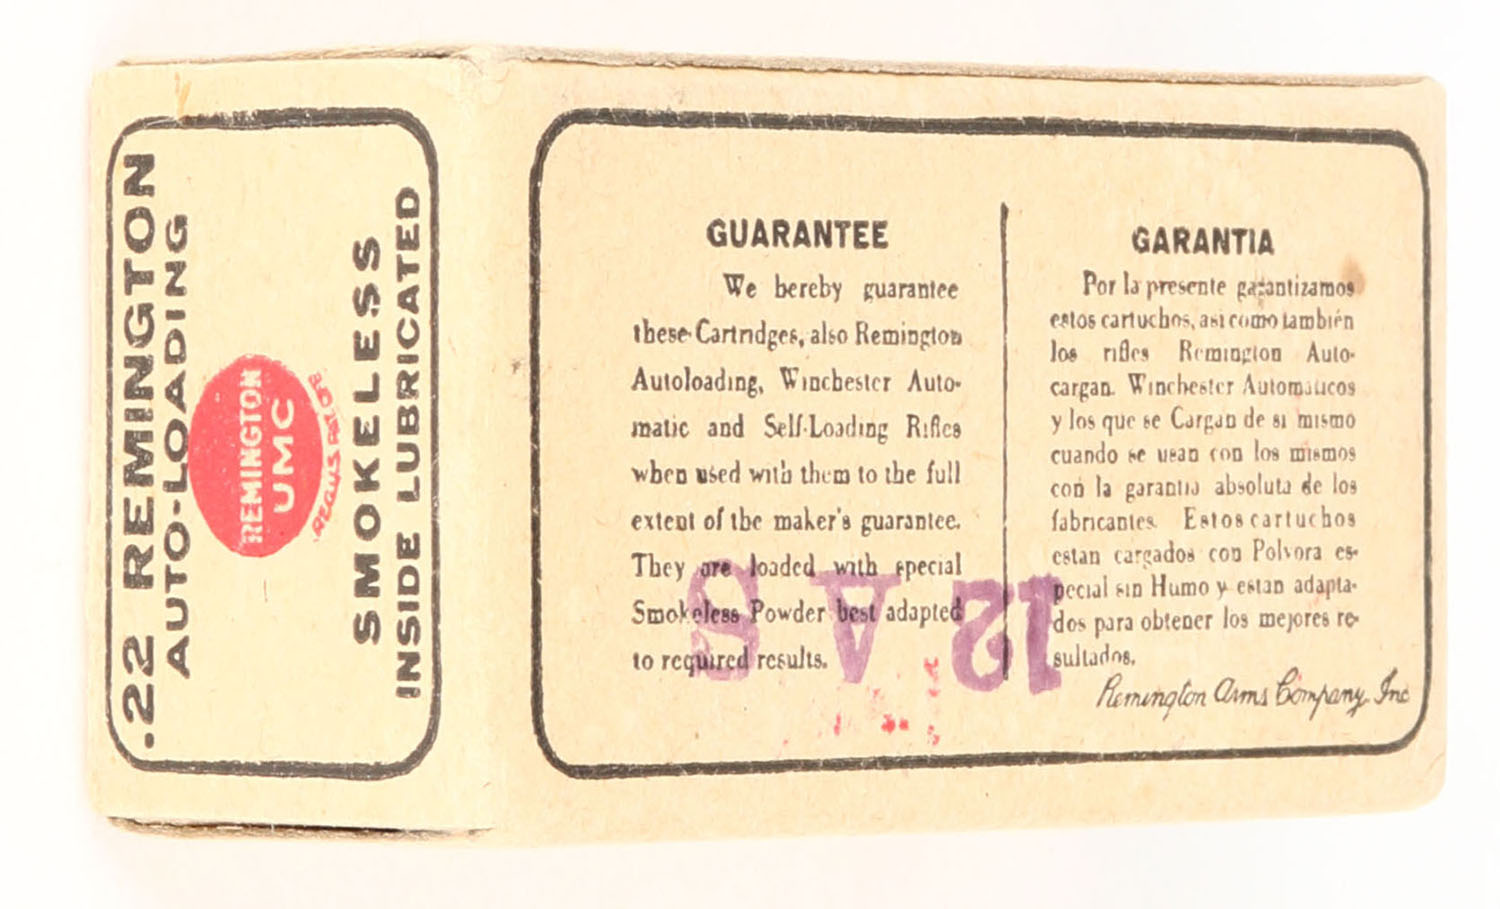 .22 REMINGTON
AUTO-LOADING
REMINGTON
UMC
REG. U.S. PAT. OFF.
SMOKELESS
INSIDE LUBRICATED
GUARANTEE
We hereby guarantee
these Cartridges, also Remington
Autoloading, Winchester Auto-
matic and Self-Loading Rifles
when used with them to the full
extent of the maker's guarantee.
They are loaded with special
Smokeless Powder best adapted
to required results.
GARANTIA
Por la presente garantizamos
estos cartuchos, asi como también
los rifles Remington Auto-
cargan. Winchester Automaticos
y los que se Cargan de si mismo
cuando se usan con los mismos
con la garantia absoluta de los
fabricantes. Estos cartuchos
estan cargados con Polvora es-
pecial sin Humo y estan adapta-
dos para obtener los mejores re-
sultados.
Remington Arms Company, Inc
12 A S